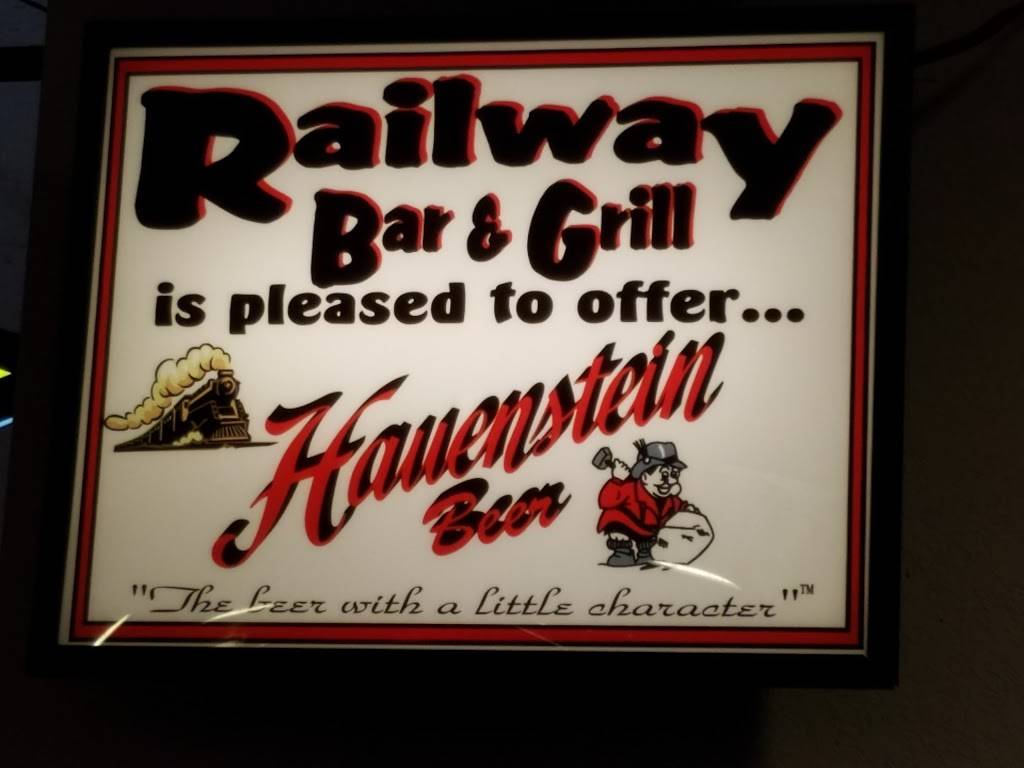 Railway
Bar & Grill
is pleased to offer...
Hauenstein
Beer
"The beer with a little character"™